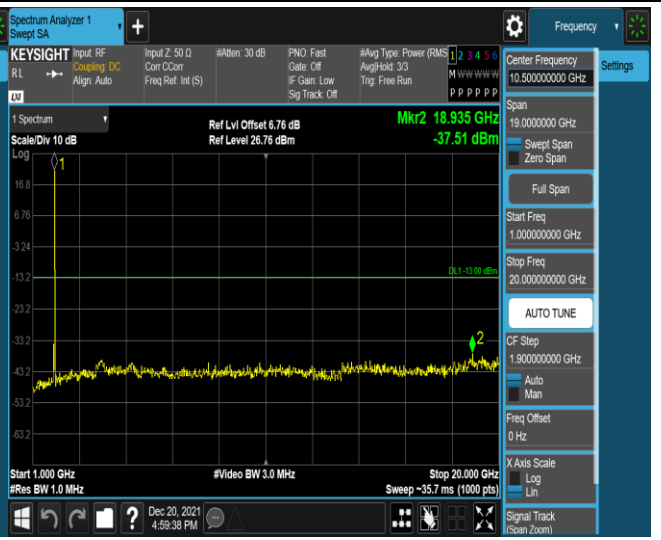 Spectrum Analyzer 1
Swept SA
+
Frequency
KEYSIGHT
RL
LXI
Input: RF
Coupling: DC
Align: Auto
Input Z: 50 Ω
Corr CCorr
Freq Ref: Int (S)
#Atten: 30 dB
PNO: Fast
Gate: Off
IF Gain: Low
Sig Track: Off
#Avg Type: Power (RMS
Avg|Hold: 3/3
Trig: Free Run
1 2 3 4 5 6
M W W W W W
P P P P P P
1 Spectrum
Scale/Div 10 dB
Log
Ref Lvl Offset 6.76 dB
Ref Level 26.76 dBm
Mkr2 18.935 GHz
-37.51 dBm
1
16.8
6.76
-3.24
-13.2
DL1 -13.00 dBm
-23.2
-33.2
2
-43.2
-53.2
-63.2
Start 1.000 GHz
#Res BW 1.0 MHz
#Video BW 3.0 MHz
Stop 20.000 GHz
Sweep ~35.7 ms (1000 pts)
?
Dec 20, 2021
4:59:38 PM
Center Frequency
10.500000000 GHz
Settings
Span
19.0000000 GHz
Swept Span
Zero Span
Full Span
Start Freq
1.000000000 GHz
Stop Freq
20.000000000 GHz
AUTO TUNE
CF Step
1.900000000 GHz
Auto
Man
Freq Offset
0 Hz
X Axis Scale
Log
Lin
Signal Track
(Span Zoom)